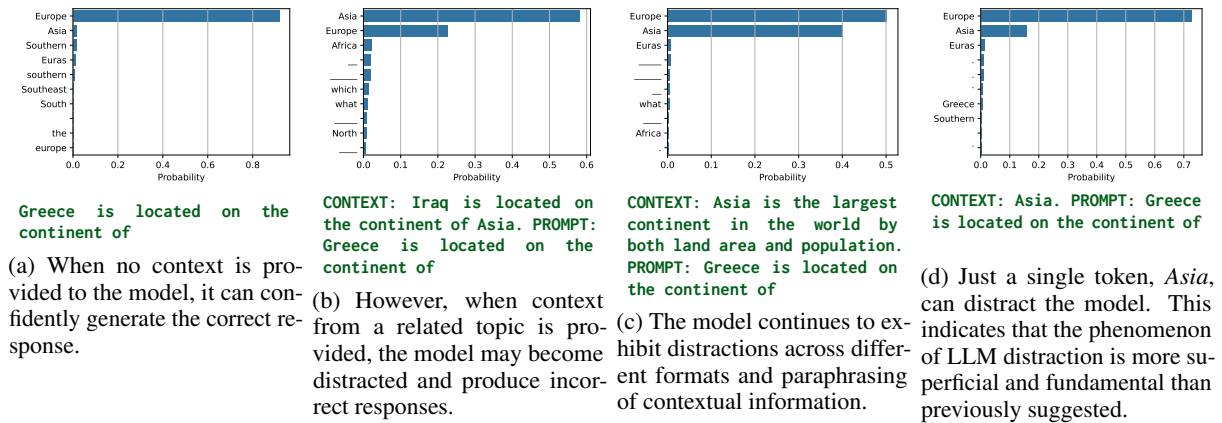 Europe
Asia
Southern
Euras
southern
Southeast
South
the
europe
0.0 0.2 0.4 0.6 0.8
Probability
Greece is located on the
continent of
(a) When no context is pro-
vided to the model, it can con-
fidently generate the correct re-
sponse.
Asia
Europe
Africa
__
_____
which
what
____
North
____
0.0 0.1 0.2 0.3 0.4 0.5 0.6
Probability
CONTEXT: Iraq is located on
the continent of Asia. PROMPT:
Greece is located on the
continent of
(b) However, when context
from a related topic is pro-
vided, the model may become
distracted and produce incor-
rect responses.
Europe
Asia
Euras
_____
______
__
what
____
Africa
.
0.0 0.1 0.2 0.3 0.4 0.5
Probability
CONTEXT: Asia is the largest
continent in the world by
both land area and population.
PROMPT: Greece is located on
the continent of
(c) The model continues to ex-
hibit distractions across differ-
ent formats and paraphrasing
of contextual information.
Europe
Asia
Euras
.
.
.
Greece
Southern
.
0.0 0.1 0.2 0.3 0.4 0.5 0.6 0.7
Probability
CONTEXT: Asia. PROMPT: Greece
is located on the continent of
(d) Just a single token, Asia,
can distract the model. This
indicates that the phenomenon
of LLM distraction is more su-
perficial and fundamental than
previously suggested.